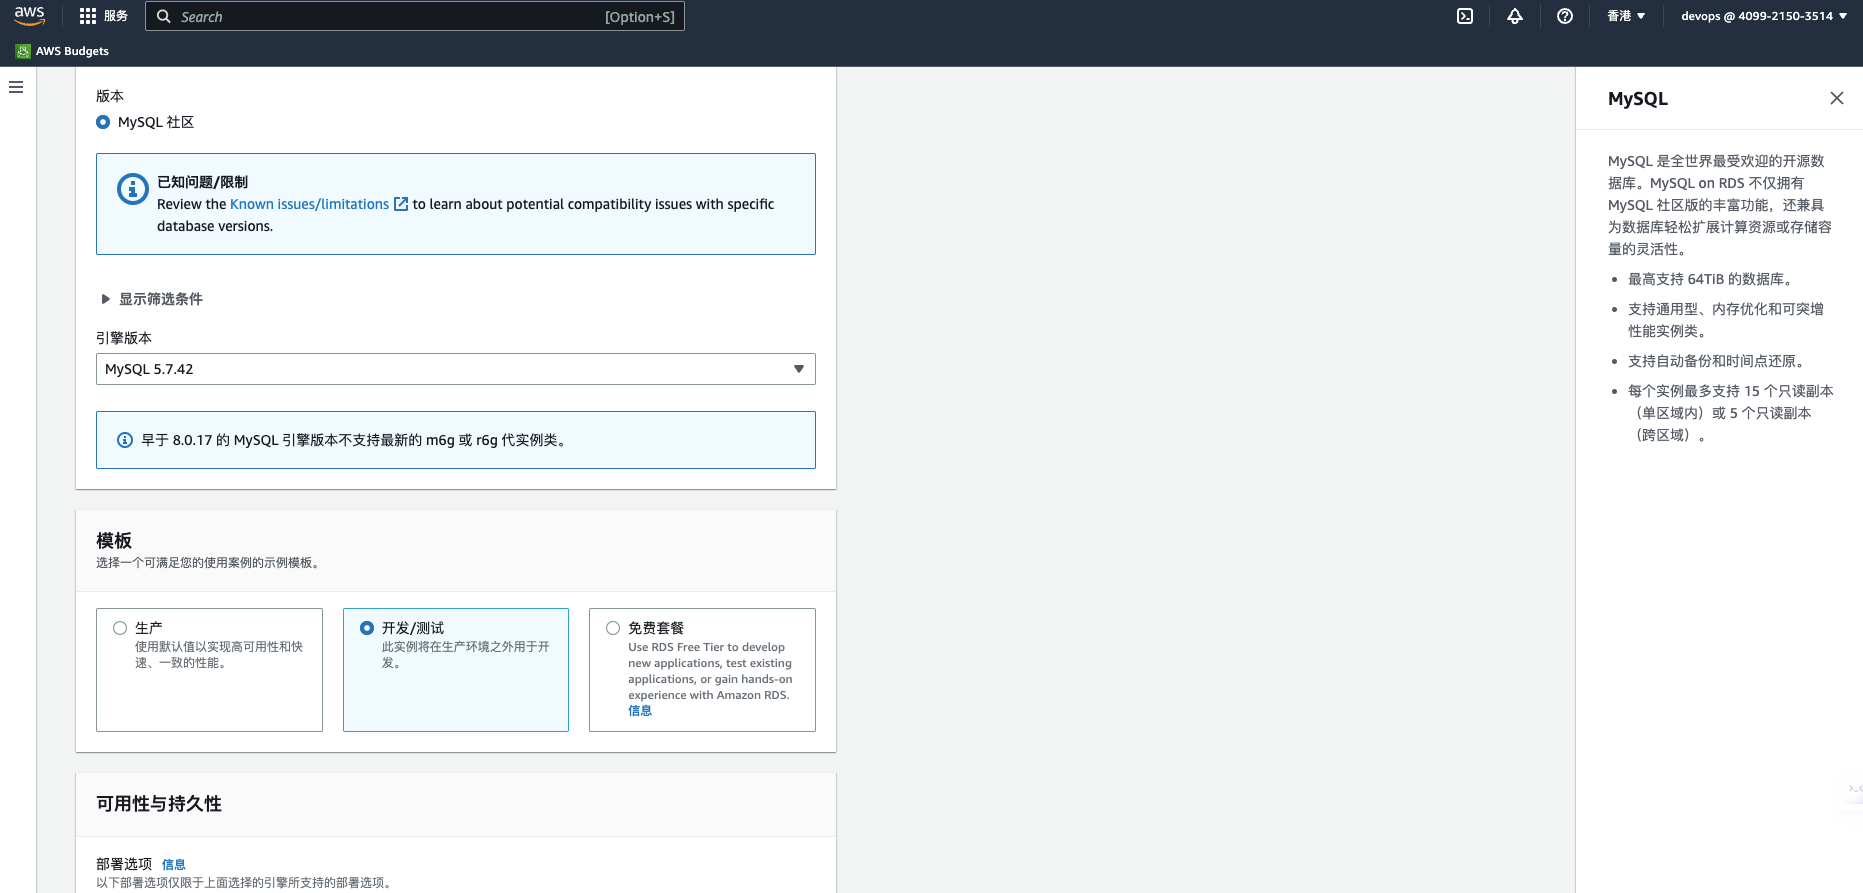 aws
服务
Search
[Option+S]
香港
devops @ 4099-2150-3514
AWS Budgets
版本
MySQL 社区
已知问题/限制
Review the Known issues/limitations to learn about potential compatibility issues with specific
database versions.
显示筛选条件
引擎版本
MySQL 5.7.42
早于 8.0.17 的 MySQL 引擎版本不支持最新的 m6g 或 r6g 代实例类。
模板
选择一个可满足您的使用案例的示例模板。
生产
使用默认值以实现高可用性和快
速、一致的性能。
开发/测试
此实例将在生产环境之外用于开
发。
免费套餐
Use RDS Free Tier to develop
new applications, test existing
applications, or gain hands-on
experience with Amazon RDS.
信息
可用性与持久性
部署选项 信息
以下部署选项仅限于上面选择的引擎所支持的部署选项。
MySQL
MySQL 是全世界最受欢迎的开源数
据库。MySQL on RDS 不仅拥有
MySQL 社区版的丰富功能，还兼具
为数据库轻松扩展计算资源或存储容
量的灵活性。
最高支持 64TiB 的数据库。
支持通用型、内存优化和可突增
性能实例类。
支持自动备份和时间点还原。
每个实例最多支持 15 个只读副本
（单区域内）或 5 个只读副本
（跨区域）。